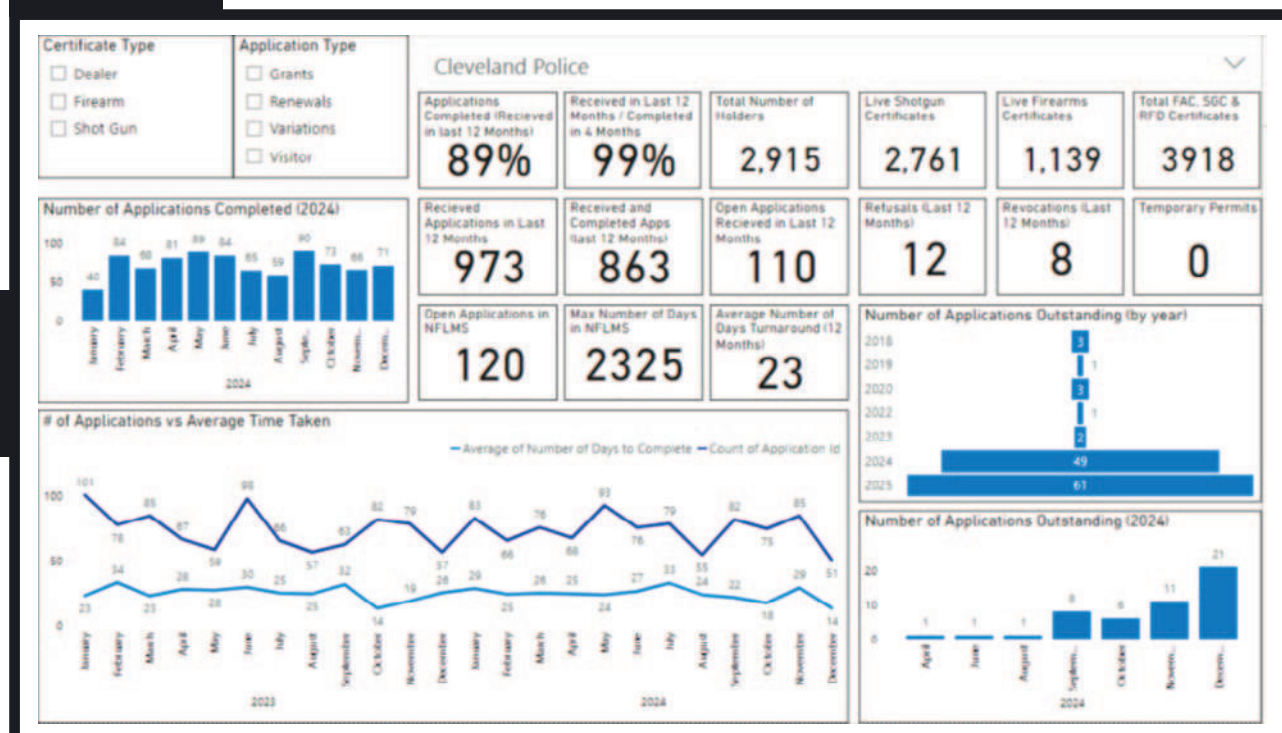 Certificate Type
Dealer
Firearm
Shot Gun
Application Type
Grants
Renewals
Variations
Visitor
Cleveland Police
Applications
Completed (Recieved
in last 12 Months)
89%
Received in Last 12
Months / Completed
in 4 Months
99%
Total Number of
Holders
2,915
Live Shotgun
Certificates
2,761
Live Firearms
Certificates
1,139
Total FAC, SGC &
RFD Certificates
3918
Number of Applications Completed (2024)
100
50
0
40
84
68
81
89
84
65
59
90
73
66
71
January
February
March
April
May
June
July
August
Septe...
October
Novem...
Decem...
2024
Recieved
Applications in Last
12 Months
973
Received and
Completed Apps
(last 12 Months)
863
Open Applications
Recieved in Last 12
Months
110
Refusals (Last 12
Months)
12
Revocations (Last
12 Months)
8
Temporary Permits
0
Open Applications in
NFLMS
120
Max Number of Days
in NFLMS
2325
Average Number of
Days Turnaround (12
Months)
23
Number of Applications Outstanding (by year)
2018
3
2019
1
2020
3
2022
1
2023
2
2024
49
2025
61
# of Applications vs Average Time Taken
Average of Number of Days to Complete
Count of Application Id
100
50
0
101
78
85
67
59
98
66
57
63
82
79
57
83
66
76
68
93
76
79
55
82
75
85
51
23
34
23
28
28
30
25
25
32
14
19
26
29
25
26
25
24
27
33
24
22
18
29
14
January
February
March
April
May
June
July
August
September
October
November
December
January
February
March
April
May
June
July
August
September
October
November
December
2023
2024
Number of Applications Outstanding (2024)
20
10
0
1
1
1
8
6
11
21
April
June
August
Septem...
October
Novem...
Decem...
2024